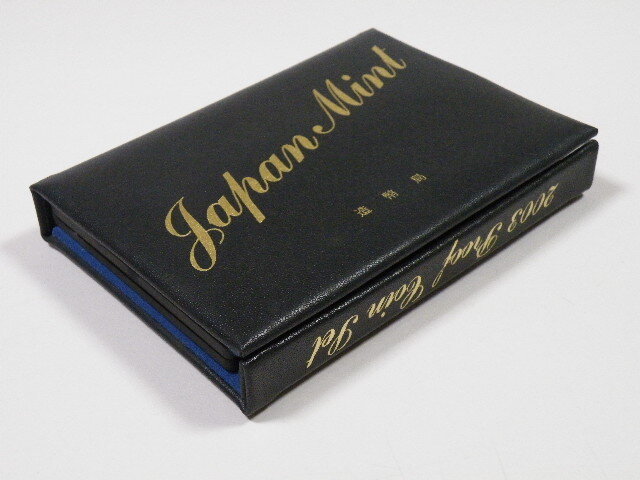 Japan Mint
造幣局
2003 Proof Coin Set